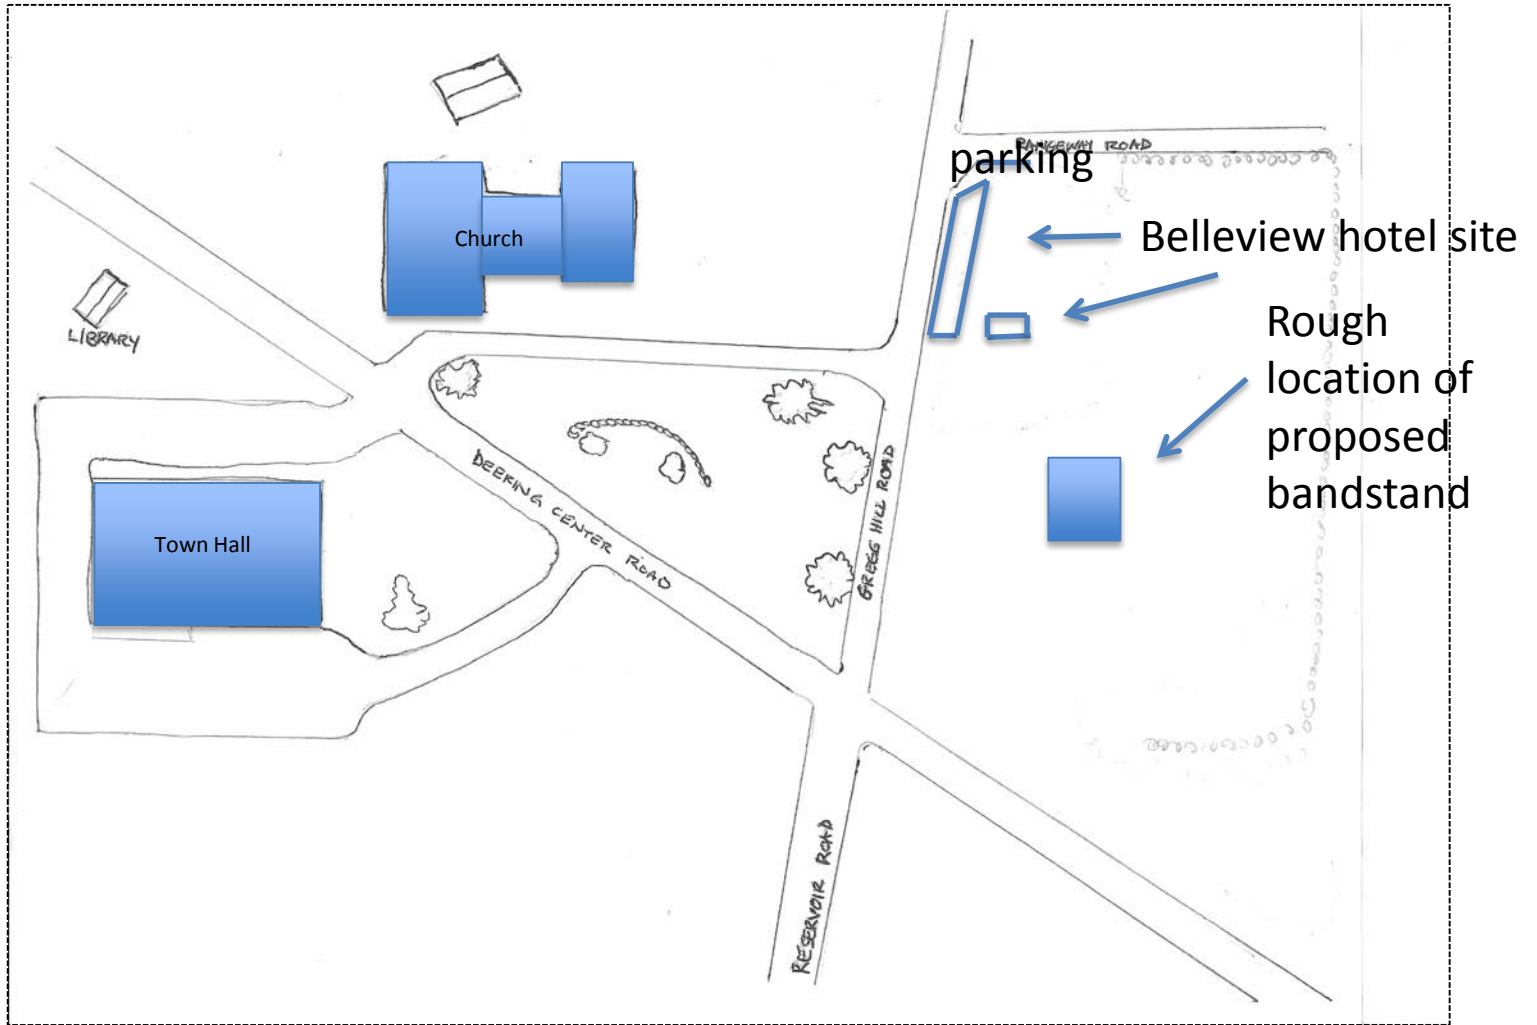 RANGEWAY ROAD
parking
Church
Belleview hotel site
LIBRARY
Rough
location of
proposed
bandstand
DEERING CENTER ROAD
GREGG HILL ROAD
Town Hall
RESERVOIR ROAD